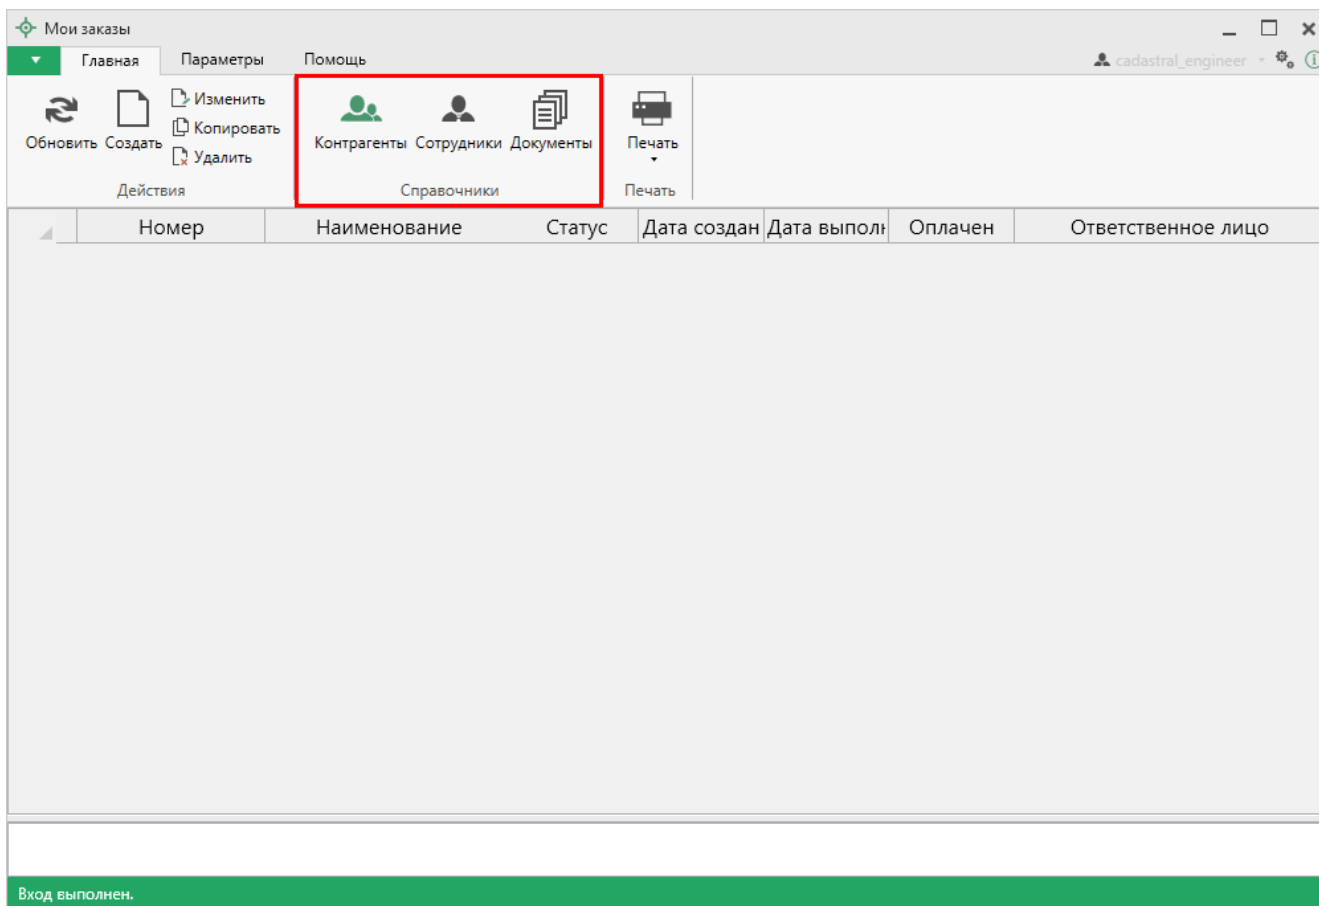 Мои заказы
Главная Параметры Помощь cadastral_engineer
Изменить
Копировать
Обновить Создать Контрагенты Сотрудники Документы Печать
Удалить
Действия Справочники Печать
Номер Наименование Статус Дата создан Дата выполн Оплачен Ответственное лицо
Вход выполнен.